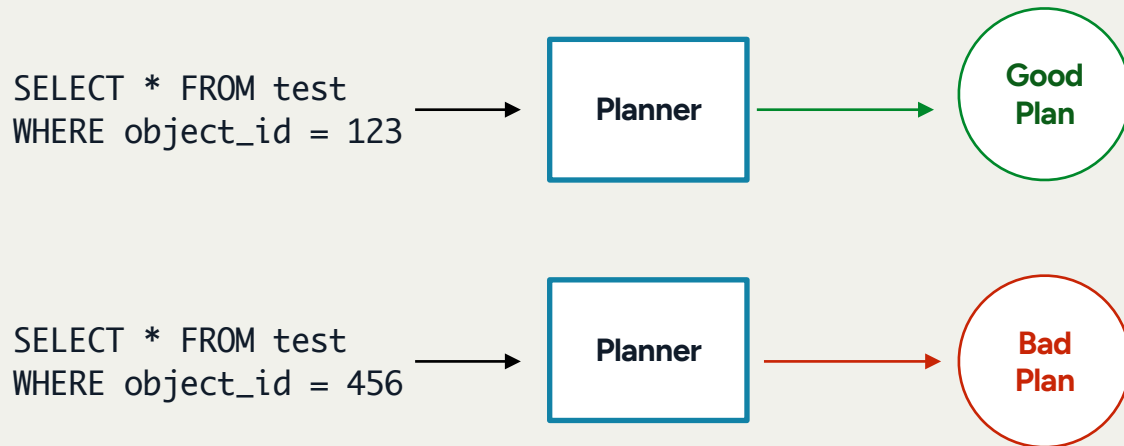 SELECT * FROM test
WHERE object_id = 123
Planner
Good
Plan
SELECT * FROM test
WHERE object_id = 456
Planner
Bad
Plan